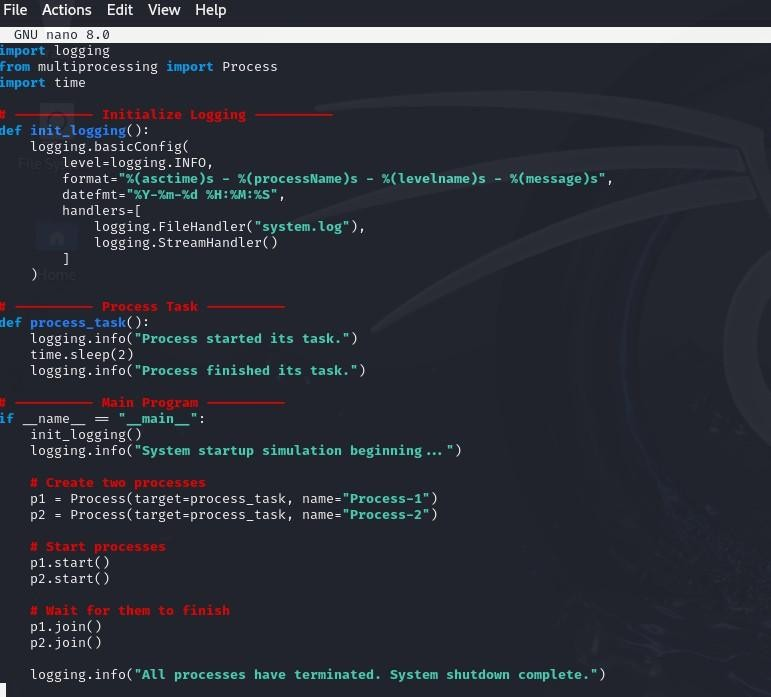 File Actions Edit View Help
GNU nano 8.0
import logging
from multiprocessing import Process
import time
# ────────── Initialize Logging ──────────
def init_logging():
    logging.basicConfig(
        level=logging.INFO,
        format="%(asctime)s - %(processName)s - %(levelname)s - %(message)s",
        datefmt="%Y-%m-%d %H:%M:%S",
        handlers=[
            logging.FileHandler("system.log"),
            logging.StreamHandler()
        ]
    )
Home
# ────────── Process Task ──────────
def process_task():
    logging.info("Process started its task.")
    time.sleep(2)
    logging.info("Process finished its task.")
# ────────── Main Program ──────────
if __name__ == "__main__":
    init_logging()
    logging.info("System startup simulation beginning...")
    # Create two processes
    p1 = Process(target=process_task, name="Process-1")
    p2 = Process(target=process_task, name="Process-2")
    # Start processes
    p1.start()
    p2.start()
    # Wait for them to finish
    p1.join()
    p2.join()
    logging.info("All processes have terminated. System shutdown complete.")